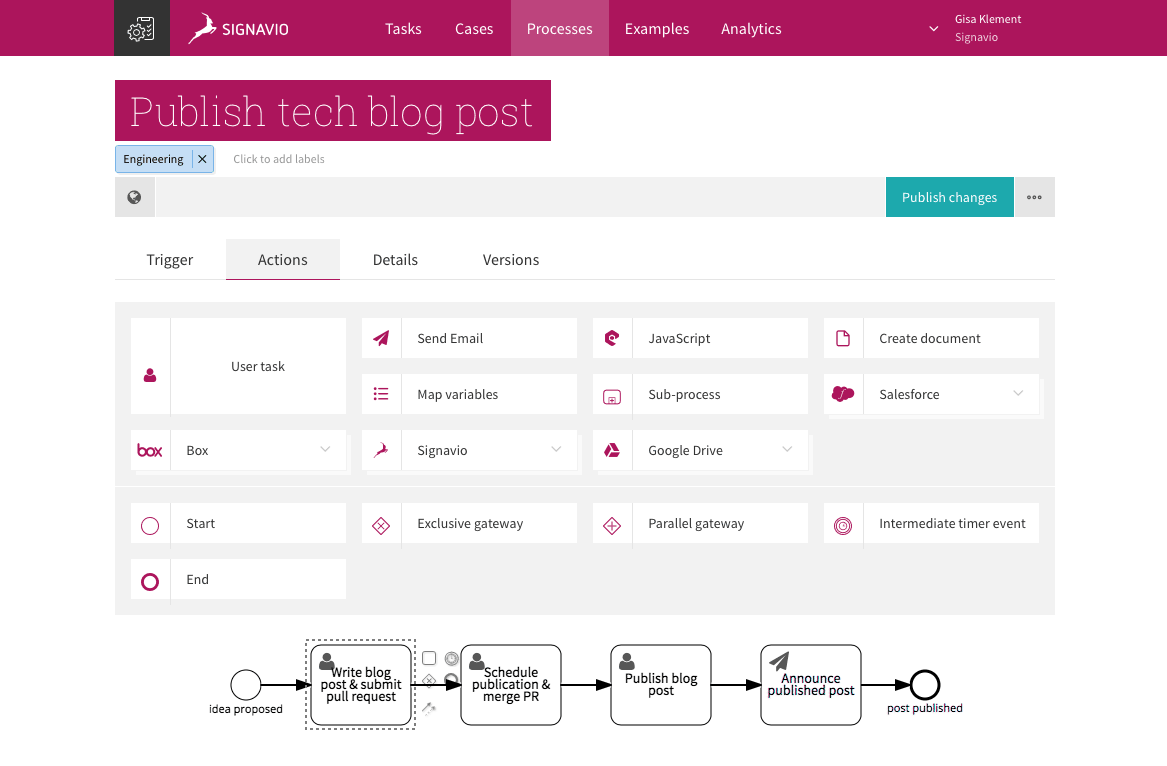 SIGNAVIO
Tasks
Cases
Processes
Examples
Analytics
Gisa Klement
Signavio
Publish tech blog post
Engineering
Click to add labels
Publish changes
Trigger
Actions
Details
Versions
User task
Send Email
JavaScript
Create document
Map variables
Sub-process
Salesforce
box
Box
Signavio
Google Drive
Start
Exclusive gateway
Parallel gateway
Intermediate timer event
End
idea proposed
Write blog
post & submit
pull request
Schedule
publication &
merge PR
Publish blog
post
Announce
published post
post published